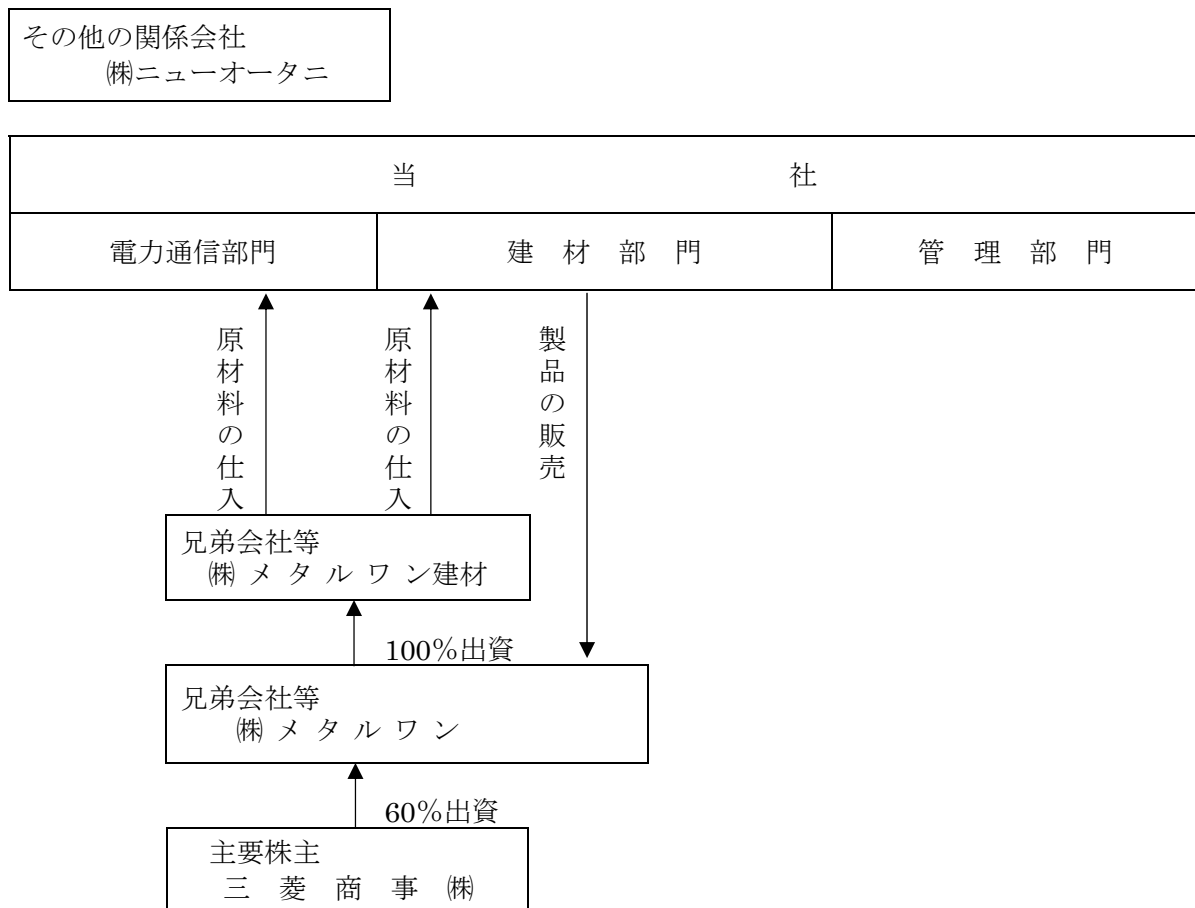 その他の関係会社
㈱ニューオータニ
当社
電力通信部門 建材部門 管理部門
原材料の仕入
原材料の仕入
製品の販売
兄弟会社等
㈱メタルワン建材
100％出資
兄弟会社等
㈱メタルワン
60％出資
主要株主
三菱商事㈱